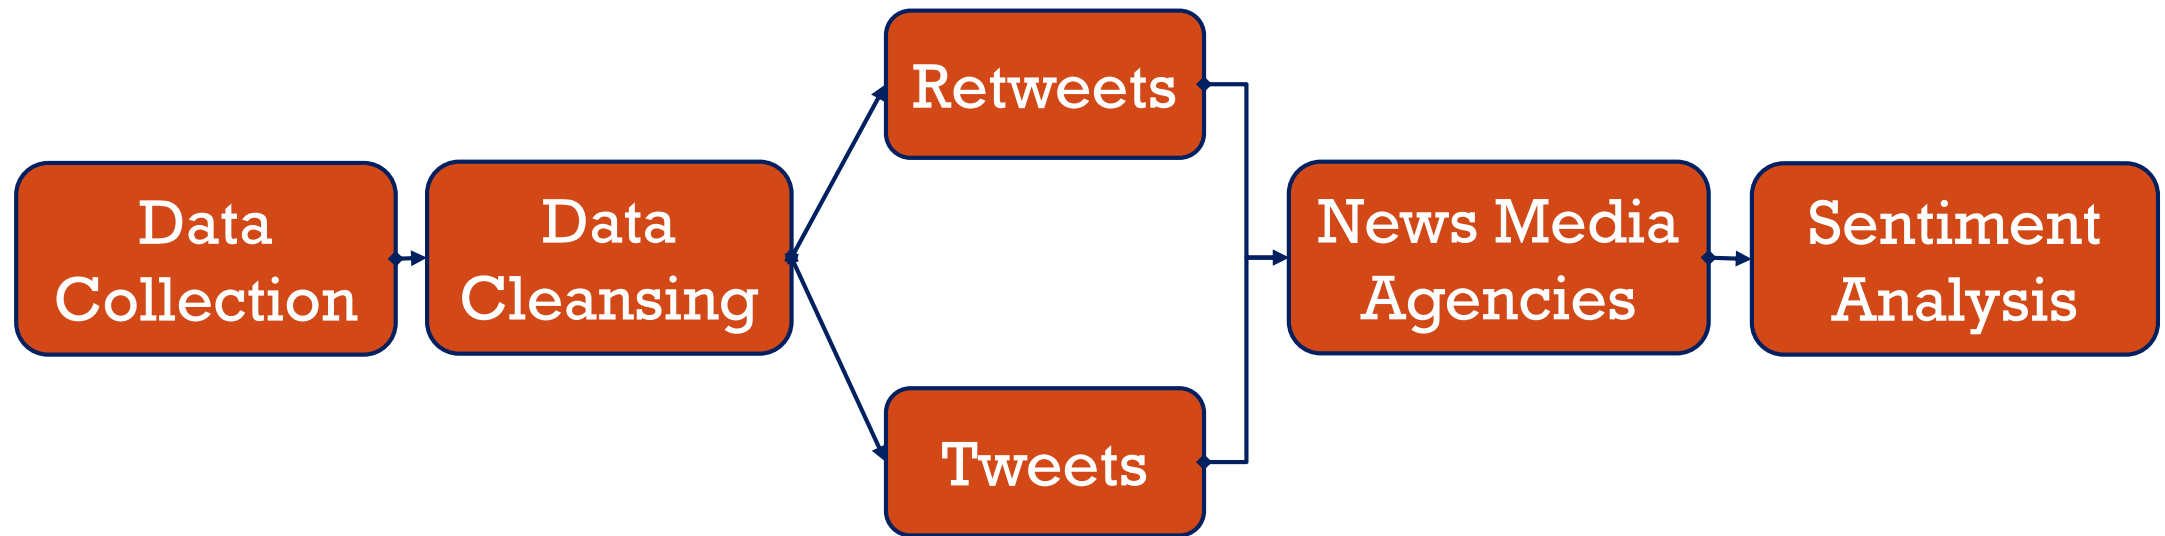 Data
Collection
Data
Cleansing
Retweets
Tweets
News Media
Agencies
Sentiment
Analysis